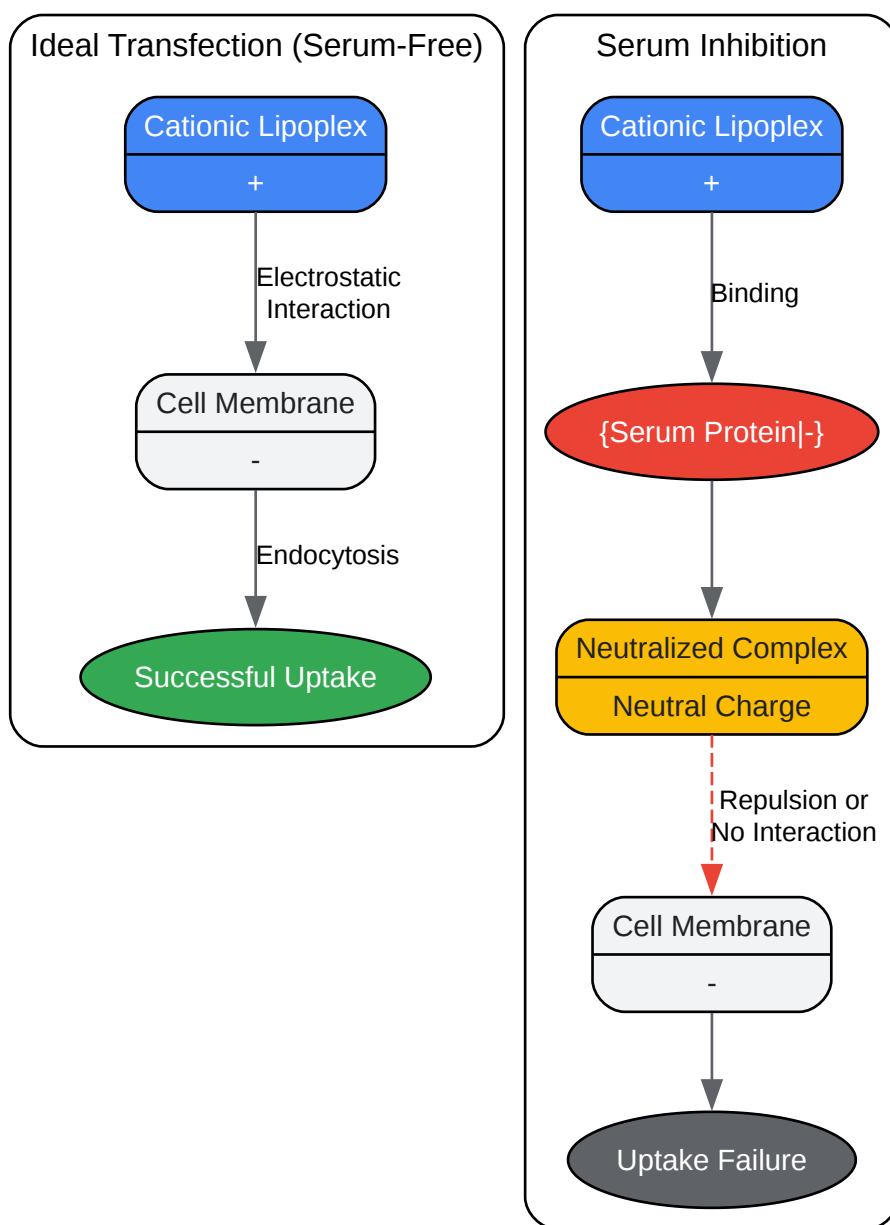 Ideal Transfection (Serum-Free)
Cationic Lipoplex
+
Electrostatic
Interaction
Cell Membrane
-
Endocytosis
Successful Uptake
Serum Inhibition
Cationic Lipoplex
+
Binding
{Serum Protein|-}
Neutralized Complex
Neutral Charge
Repulsion or
No Interaction
Cell Membrane
-
Uptake Failure